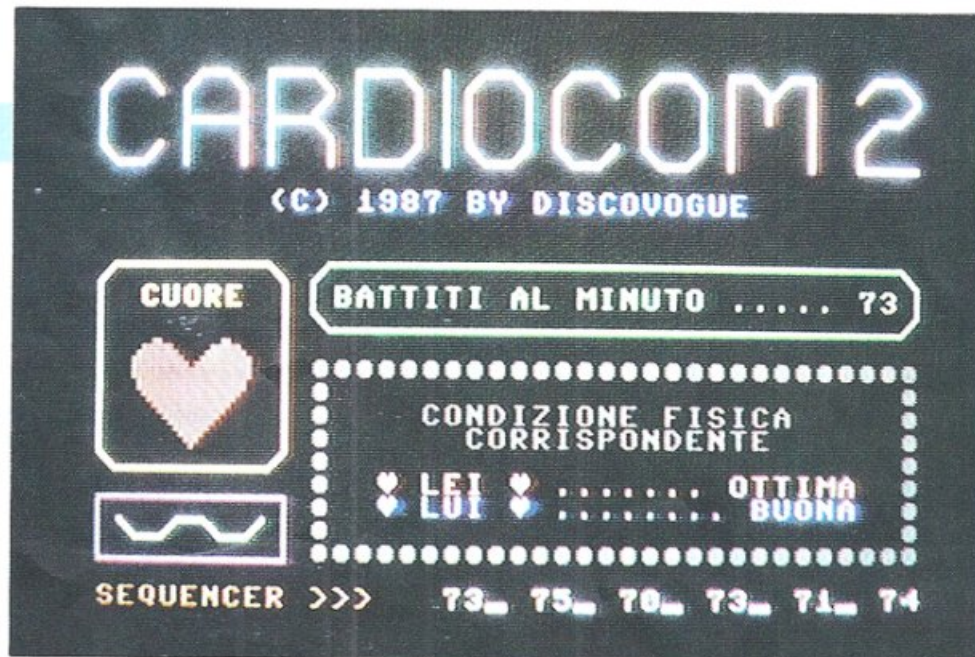 CARDIOCOM 2
(C) 1987 BY DISCOVOGUE
CUORE
BATTITI AL MINUTO ..... 73
CONDIZIONE FISICA
CORRISPONDENTE
♥ LEI ♥ ....... OTTIMA
♥ LUI ♥ ........ BUONA
SEQUENCER >>> 73 75 70 73 71 74